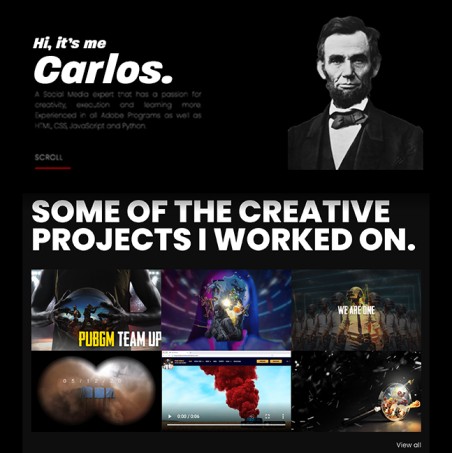 Hi, it's me
Carlos.
A Social Media expert that has a passion for
creativity, execution and learning more
Experienced in all Adobe Programs as well as
HTML, CSS, JavaScript and Python.
SCROLL
SOME OF THE CREATIVE
PROJECTS I WORKED ON.
PUBGM TEAM UP
WE ARE ONE
0:00 / 0:06
View all